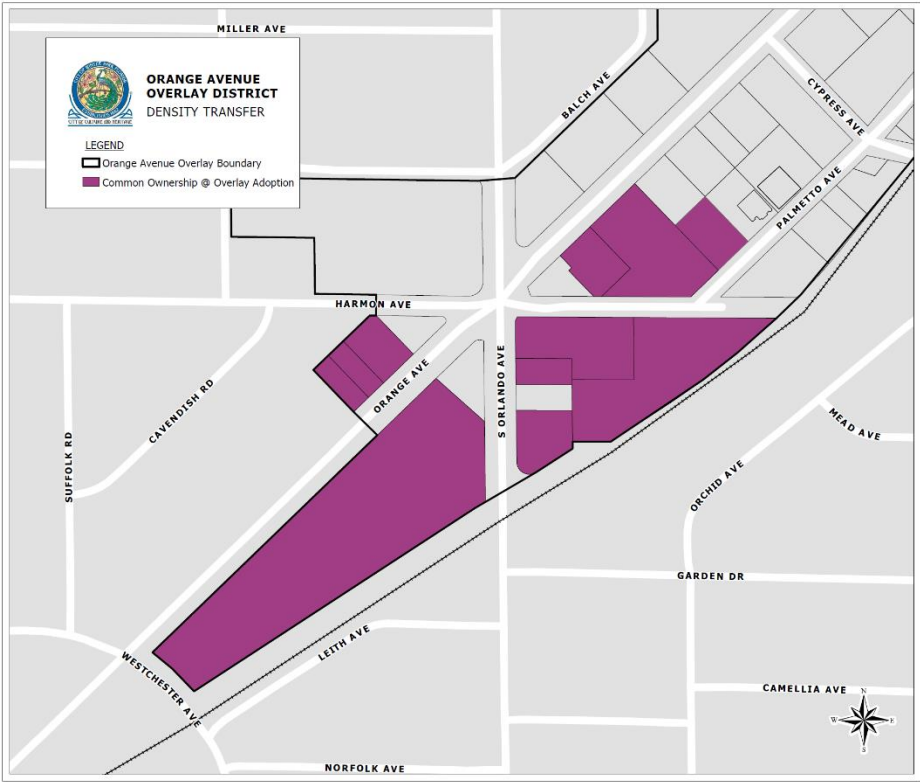 MILLER AVE
ORANGE AVENUE
OVERLAY DISTRICT
DENSITY TRANSFER
LEGEND
Orange Avenue Overlay Boundary
Common Ownership @ Overlay Adoption
BALCH AVE
CYPRESS AVE
PALMETTO AVE
HARMON AVE
ORANGE AVE
S ORLANDO AVE
CAVENDISH RD
SUFFOLK RD
MEAD AVE
ORCHID AVE
GARDEN DR
LEITH AVE
WESTCHESTER AVE
CAMELLIA AVE
N
W
E
S
NORFOLK AVE